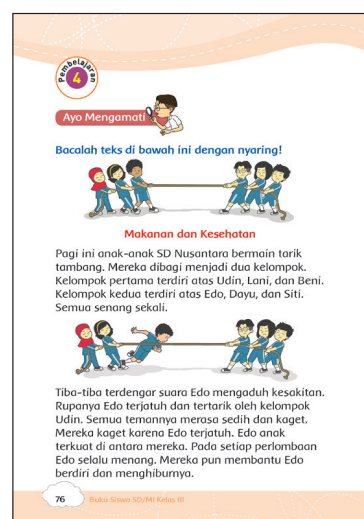 Pembelajaran
4
Ayo Mengamati
Bacalah teks di bawah ini dengan nyaring!
Makanan dan Kesehatan
Pagi ini anak-anak SD Nusantara bermain tarik
tambang. Mereka dibagi menjadi dua kelompok.
Kelompok pertama terdiri atas Udin, Lani, dan Beni.
Kelompok kedua terdiri atas Edo, Dayu, dan Siti.
Semua senang sekali.
Tiba-tiba terdengar suara Edo mengaduh kesakitan.
Rupanya Edo terjatuh dan tertarik oleh kelompok
Udin. Semua temannya merasa sedih dan kaget.
Mereka kaget karena Edo terjatuh. Edo anak
terkuat di antara mereka. Pada setiap perlombaan
Edo selalu menang. Mereka pun membantu Edo
berdiri dan menghiburnya.
76 Buku Siswa SD/MI Kelas III